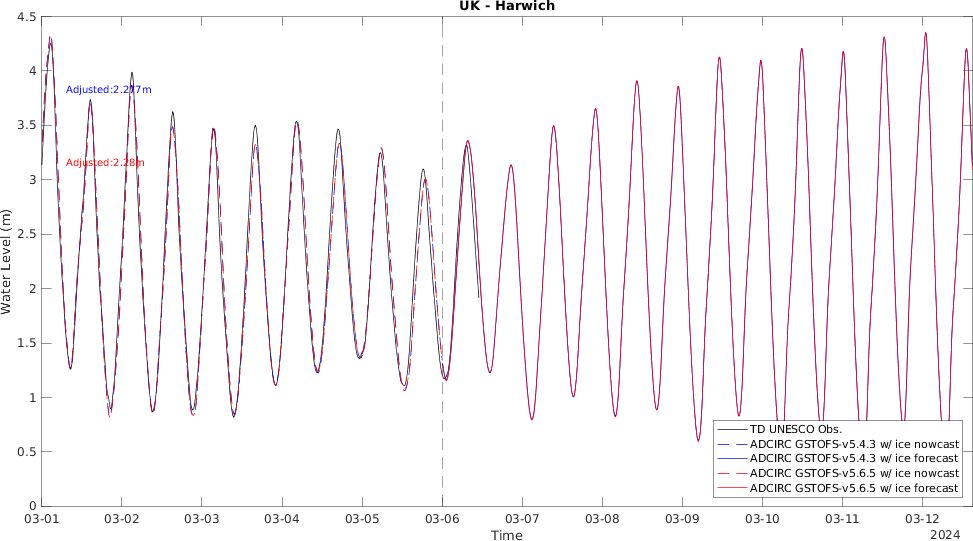 UK - Harwich
4.5
4
3.5
3
2.5
2
1.5
1
0.5
0
Water Level (m)
Adjusted:2.277m
Adjusted:2.28m
TD UNESCO Obs.
ADCIRC GSTOFS-v5.4.3 w/ ice nowcast
ADCIRC GSTOFS-v5.4.3 w/ ice forecast
ADCIRC GSTOFS-v5.6.5 w/ ice nowcast
ADCIRC GSTOFS-v5.6.5 w/ ice forecast
03-01 03-02 03-03 03-04 03-05 03-06 03-07 03-08 03-09 03-10 03-11 03-12
Time
2024